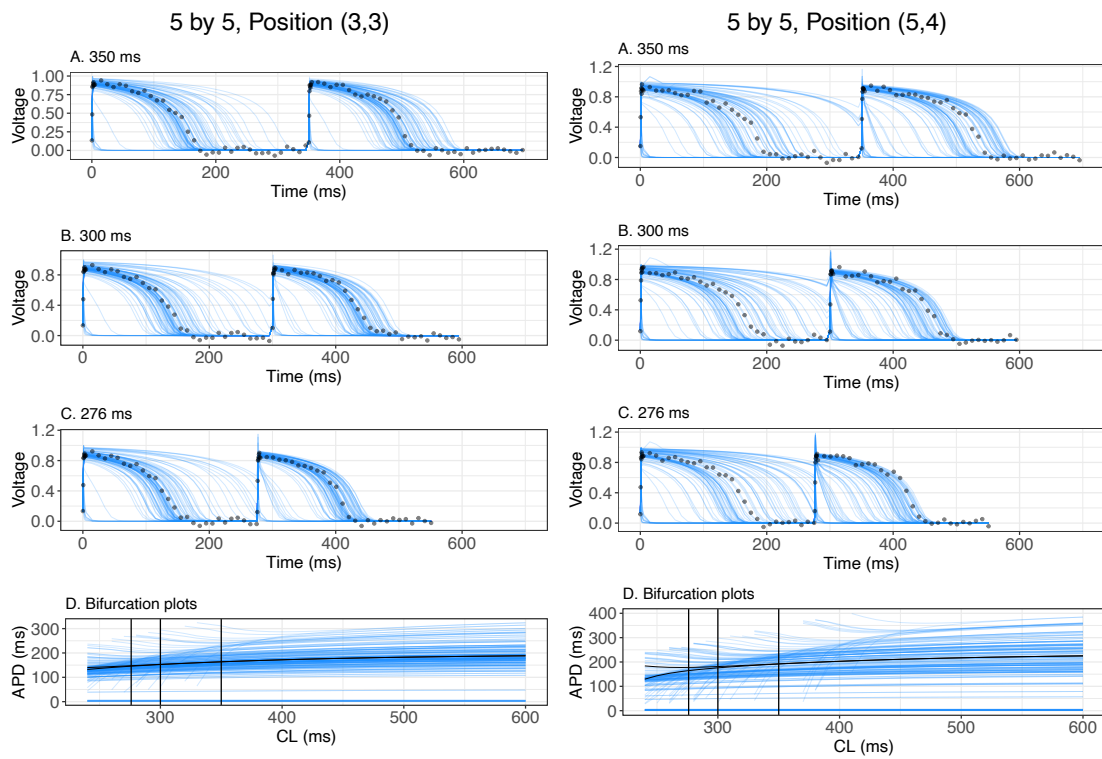 5 by 5, Position (3,3)
A. 350 ms
1.00
0.75
0.50
0.25
0.00
Voltage
0 200 400 600
Time (ms)
B. 300 ms
0.8
0.4
0.0
Voltage
0 200 400 600
Time (ms)
C. 276 ms
1.2
0.8
0.4
0.0
Voltage
0 200 400 600
Time (ms)
D. Bifurcation plots
300
200
100
0
APD (ms)
300 400 500 600
CL (ms)
5 by 5, Position (5,4)
A. 350 ms
1.2
0.8
0.4
0.0
Voltage
0 200 400 600
Time (ms)
B. 300 ms
1.2
0.8
0.4
0.0
Voltage
0 200 400 600
Time (ms)
C. 276 ms
1.2
0.8
0.4
0.0
Voltage
0 200 400 600
Time (ms)
D. Bifurcation plots
400
300
200
100
0
APD (ms)
300 400 500 600
CL (ms)